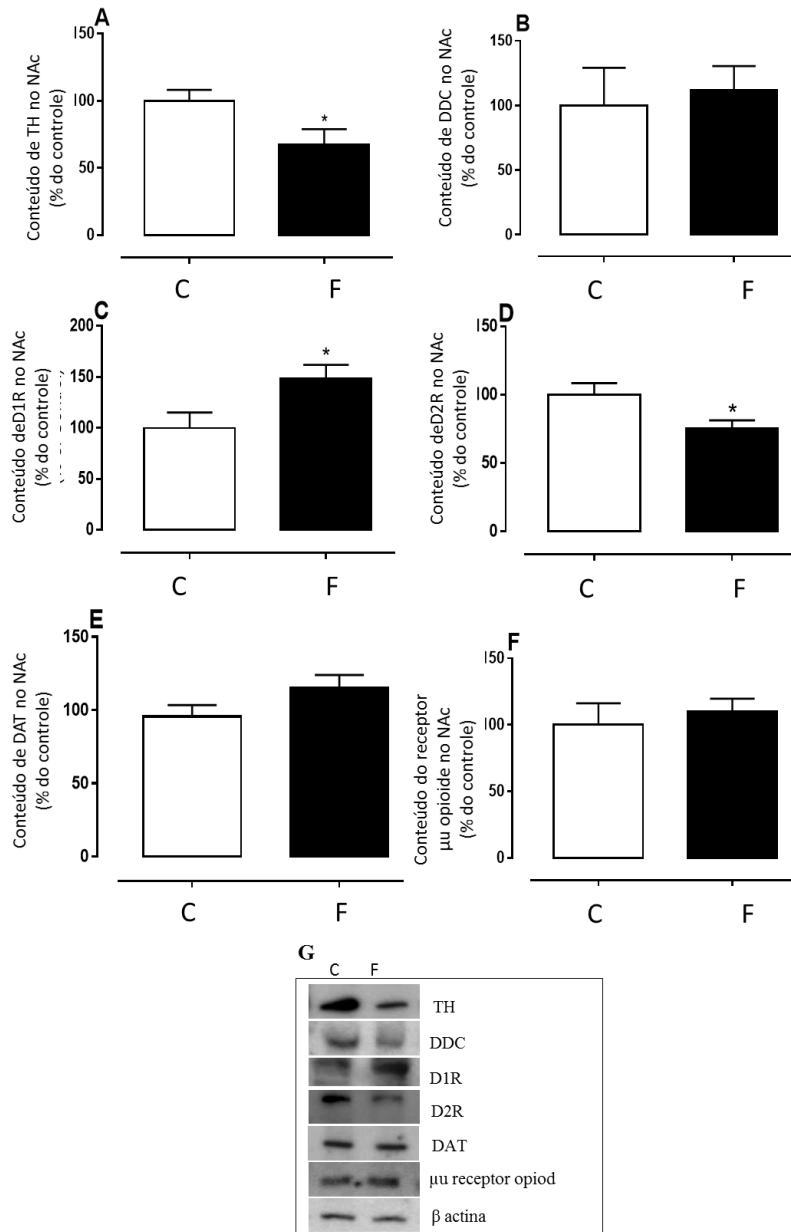 A
Conteúdo de TH no NAc
(% do controle)
150
100
50
0
*
C F
B
Conteúdo de DDC no NAc
(% do controle)
150
100
50
0
C F
C
Conteúdo deD1R no NAc
(% do controle)
200
150
100
50
0
*
C F
D
Conteúdo deD2R no NAc
(% do controle)
150
100
50
0
*
C F
E
Conteúdo de DAT no NAc
(% do controle)
150
100
50
0
C F
F
Conteúdo do receptor
µu opioide no NAc
(% do controle)
150
100
50
0
C F
G
C F
TH
DDC
D1R
D2R
DAT
µu receptor opiod
β actina